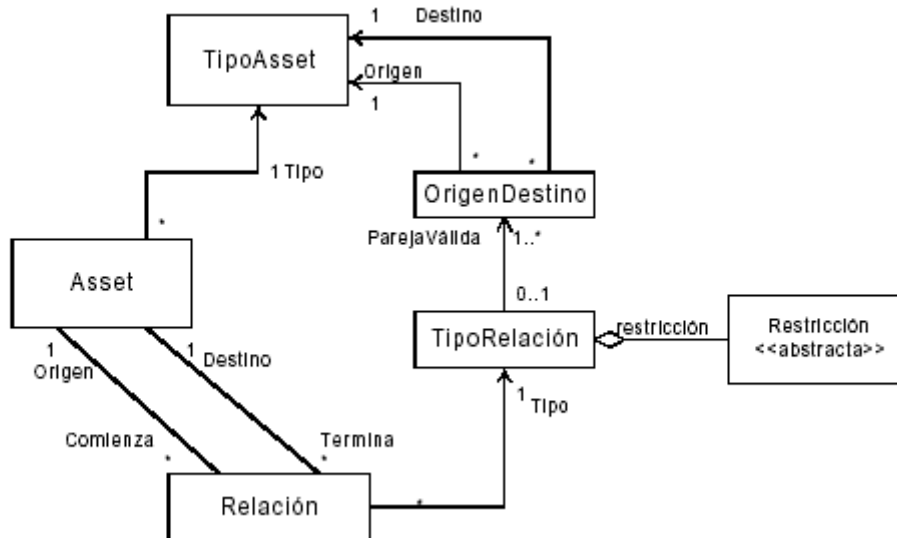 1 Destino
TipoAsset
Origen
1
1 Tipo
*
*
*
OrigenDestino
ParejaVálida 1..*
Asset
0..1
TipoRelación
restricción
Restricción
<<abstracta>>
1
Origen
1
Destino
1
Tipo
Comienza
Termina
*
*
Relación
*